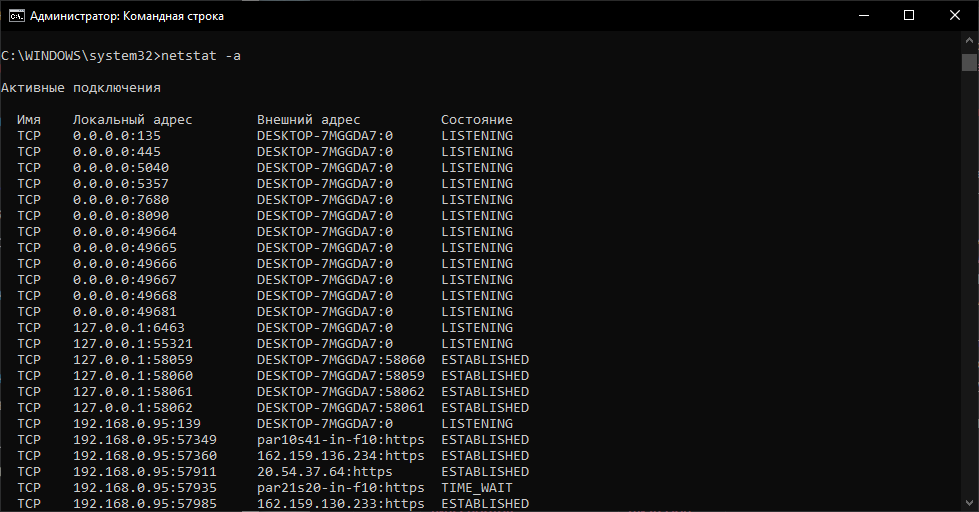 Администратор: Командная строка
C:\WINDOWS\system32>netstat -a
Активные подключения
Имя Локальный адрес Внешний адрес Состояние
TCP 0.0.0.0:135 DESKTOP-7MGGDA7:0 LISTENING
TCP 0.0.0.0:445 DESKTOP-7MGGDA7:0 LISTENING
TCP 0.0.0.0:5040 DESKTOP-7MGGDA7:0 LISTENING
TCP 0.0.0.0:5357 DESKTOP-7MGGDA7:0 LISTENING
TCP 0.0.0.0:7680 DESKTOP-7MGGDA7:0 LISTENING
TCP 0.0.0.0:8090 DESKTOP-7MGGDA7:0 LISTENING
TCP 0.0.0.0:49664 DESKTOP-7MGGDA7:0 LISTENING
TCP 0.0.0.0:49665 DESKTOP-7MGGDA7:0 LISTENING
TCP 0.0.0.0:49666 DESKTOP-7MGGDA7:0 LISTENING
TCP 0.0.0.0:49667 DESKTOP-7MGGDA7:0 LISTENING
TCP 0.0.0.0:49668 DESKTOP-7MGGDA7:0 LISTENING
TCP 0.0.0.0:49681 DESKTOP-7MGGDA7:0 LISTENING
TCP 127.0.0.1:6463 DESKTOP-7MGGDA7:0 LISTENING
TCP 127.0.0.1:55321 DESKTOP-7MGGDA7:0 LISTENING
TCP 127.0.0.1:58059 DESKTOP-7MGGDA7:58060 ESTABLISHED
TCP 127.0.0.1:58060 DESKTOP-7MGGDA7:58059 ESTABLISHED
TCP 127.0.0.1:58061 DESKTOP-7MGGDA7:58062 ESTABLISHED
TCP 127.0.0.1:58062 DESKTOP-7MGGDA7:58061 ESTABLISHED
TCP 192.168.0.95:139 DESKTOP-7MGGDA7:0 LISTENING
TCP 192.168.0.95:57349 par10s41-in-f10:https ESTABLISHED
TCP 192.168.0.95:57360 162.159.136.234:https ESTABLISHED
TCP 192.168.0.95:57911 20.54.37.64:https ESTABLISHED
TCP 192.168.0.95:57935 par21s20-in-f10:https TIME_WAIT
TCP 192.168.0.95:57985 162.159.130.233:https ESTABLISHED